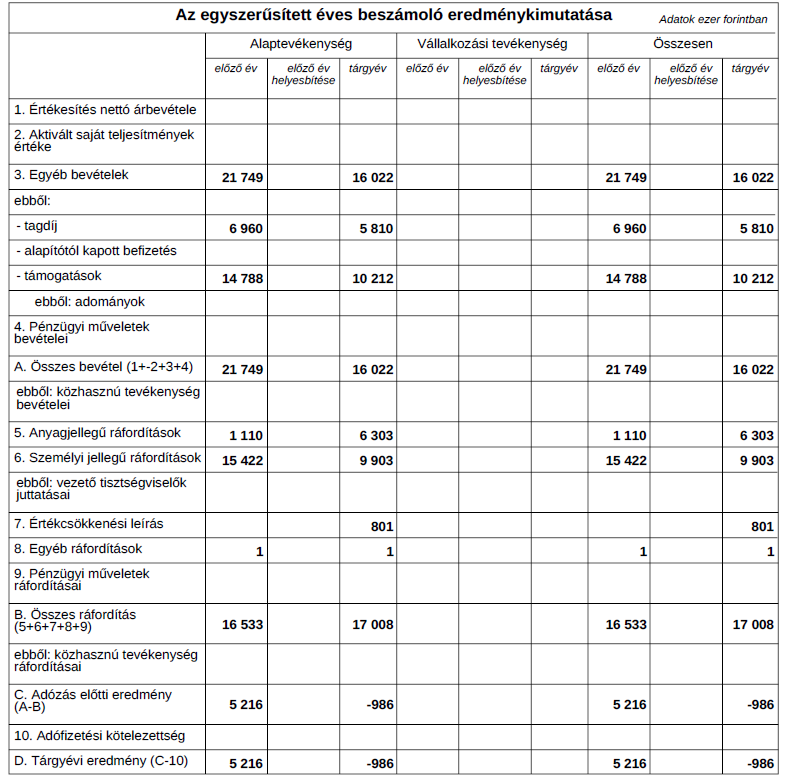 Az egyszerűsített éves beszámoló eredménykimutatása
Adatok ezer forintban
Alaptevékenység Vállalkozási tevékenység Összesen
előző év előző év helyesbítése tárgyév előző év előző év helyesbítése tárgyév előző év előző év helyesbítése tárgyév
1. Értékesítés nettó árbevétele
2. Aktivált saját teljesítmények
értéke
3. Egyéb bevételek 21 749 16 022 21 749 16 022
ebből:
- tagdíj 6 960 5 810 6 960 5 810
- alapítótól kapott befizetés
- támogatások 14 788 10 212 14 788 10 212
ebből: adományok
4. Pénzügyi műveletek
bevételei
A. Összes bevétel (1+-2+3+4) 21 749 16 022 21 749 16 022
ebből: közhasznú tevékenység
bevételei
5. Anyagjellegű ráfordítások 1 110 6 303 1 110 6 303
6. Személyi jellegű ráfordítások 15 422 9 903 15 422 9 903
ebből: vezető tisztségviselők
juttatásai
7. Értékcsökkenési leírás 801 801
8. Egyéb ráfordítások 1 1 1 1
9. Pénzügyi műveletek
ráfordításai
B. Összes ráfordítás
(5+6+7+8+9) 16 533 17 008 16 533 17 008
ebből: közhasznú tevékenység
ráfordításai
C. Adózás előtti eredmény
(A-B) 5 216 -986 5 216 -986
10. Adófizetési kötelezettség
D. Tárgyévi eredmény (C-10) 5 216 -986 5 216 -986